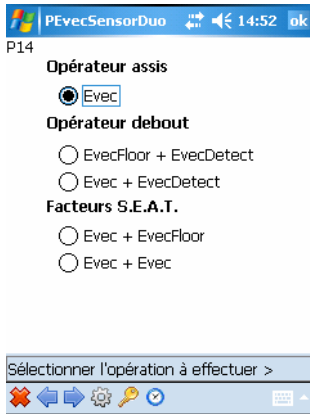 PEvecSensorDuo 14:52 ok
P14
Opérateur assis
Evec
Opérateur debout
EvecFloor + EvecDetect
Evec + EvecDetect
Facteurs S.E.A.T.
Evec + EvecFloor
Evec + Evec
Sélectionner l'opération à effectuer >